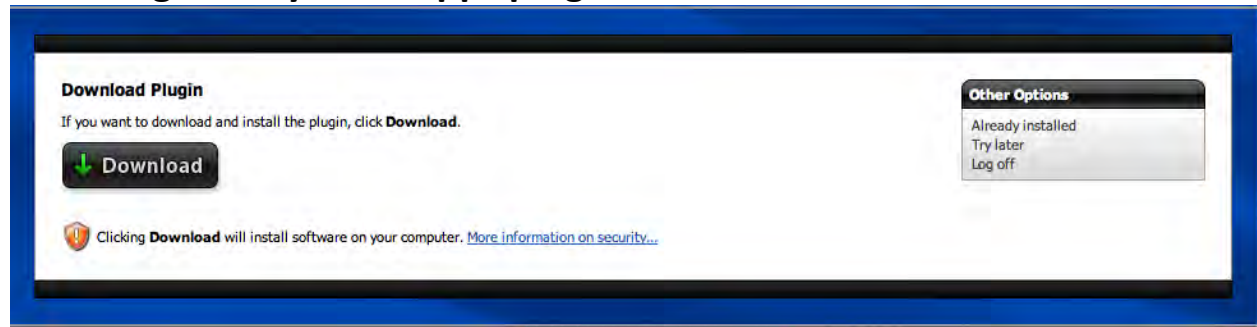 Download Plugin
If you want to download and install the plugin, click Download.
Download
Clicking Download will install software on your computer. More information on security...
Other Options
Already installed
Try later
Log off